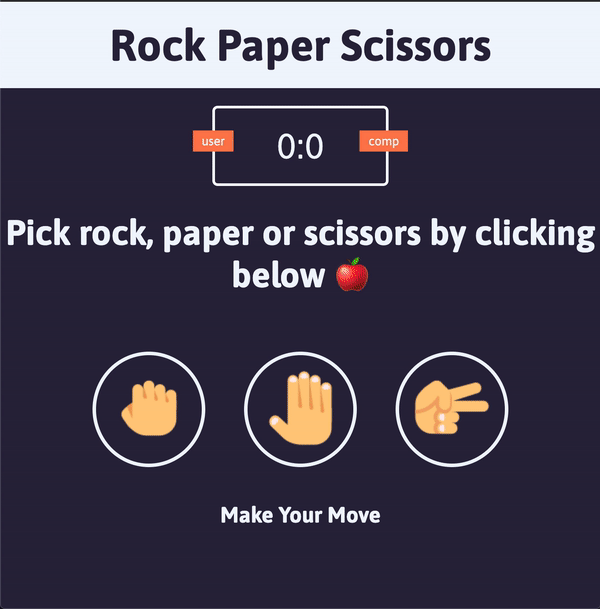 Rock Paper Scissors
user
0:0
comp
Pick rock, paper or scissors by clicking
below 🍎
Make Your Move